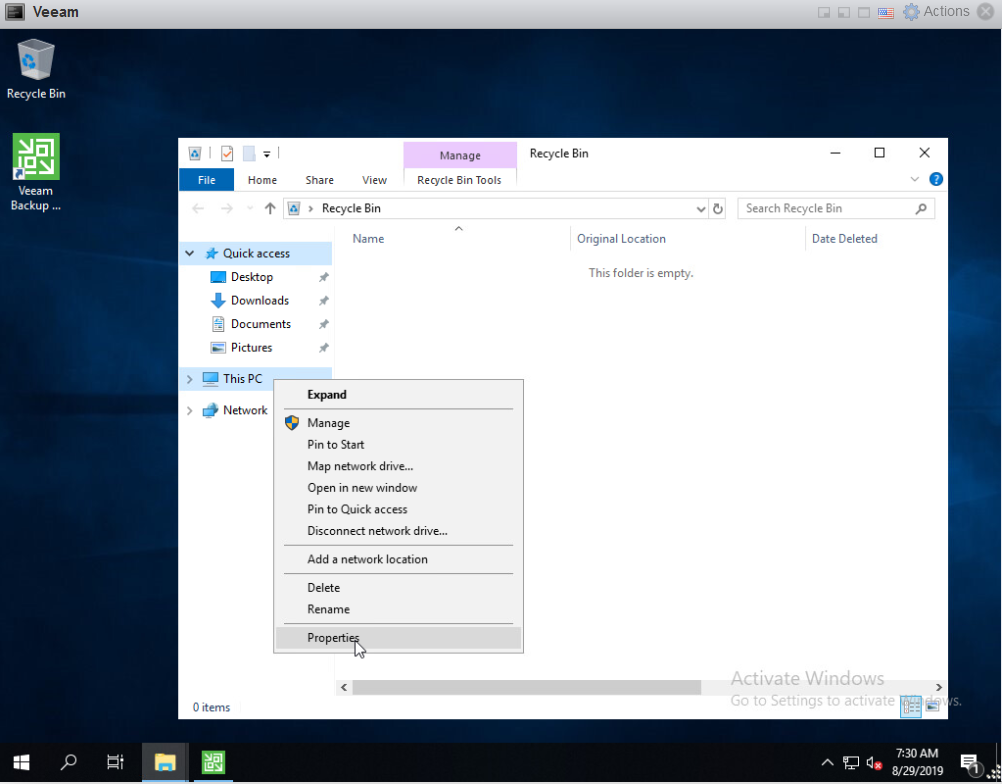 Veeam
Actions
Recycle Bin
Veeam
Backup ...
Manage
Recycle Bin
File
Home
Share
View
Recycle Bin Tools
Recycle Bin
Search Recycle Bin
Name
Original Location
Date Deleted
This folder is empty.
Quick access
Desktop
Downloads
Documents
Pictures
This PC
Network
Expand
Manage
Pin to Start
Map network drive...
Open in new window
Pin to Quick access
Disconnect network drive...
Add a network location
Delete
Rename
Properties
Activate Windows
Go to Settings to activate Windows.
0 items
7:30 AM
8/29/2019
1